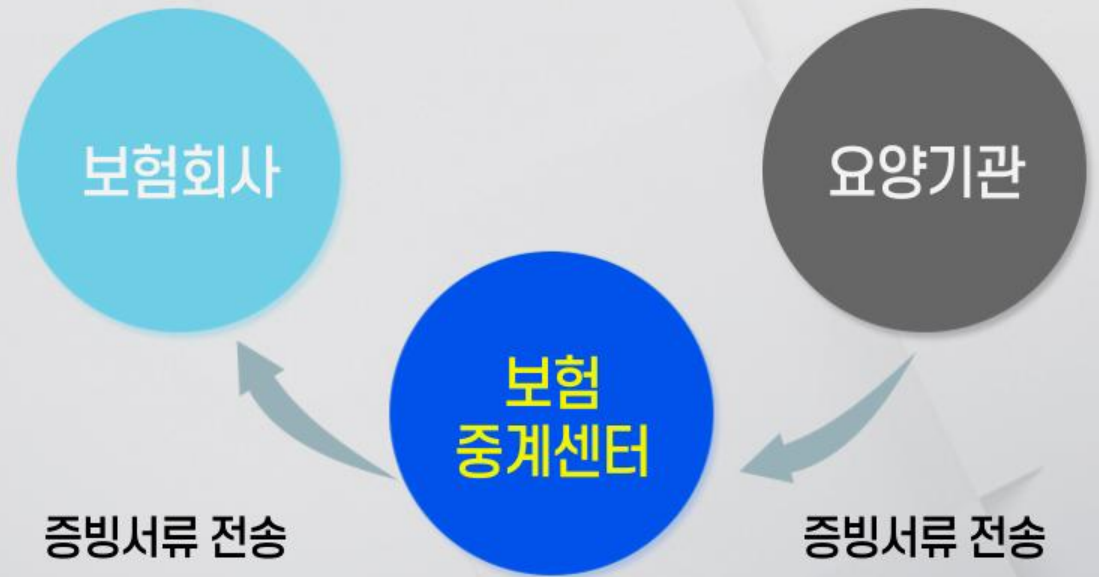 보험회사
요양기관
보험
중계센터
증빙서류 전송
증빙서류 전송